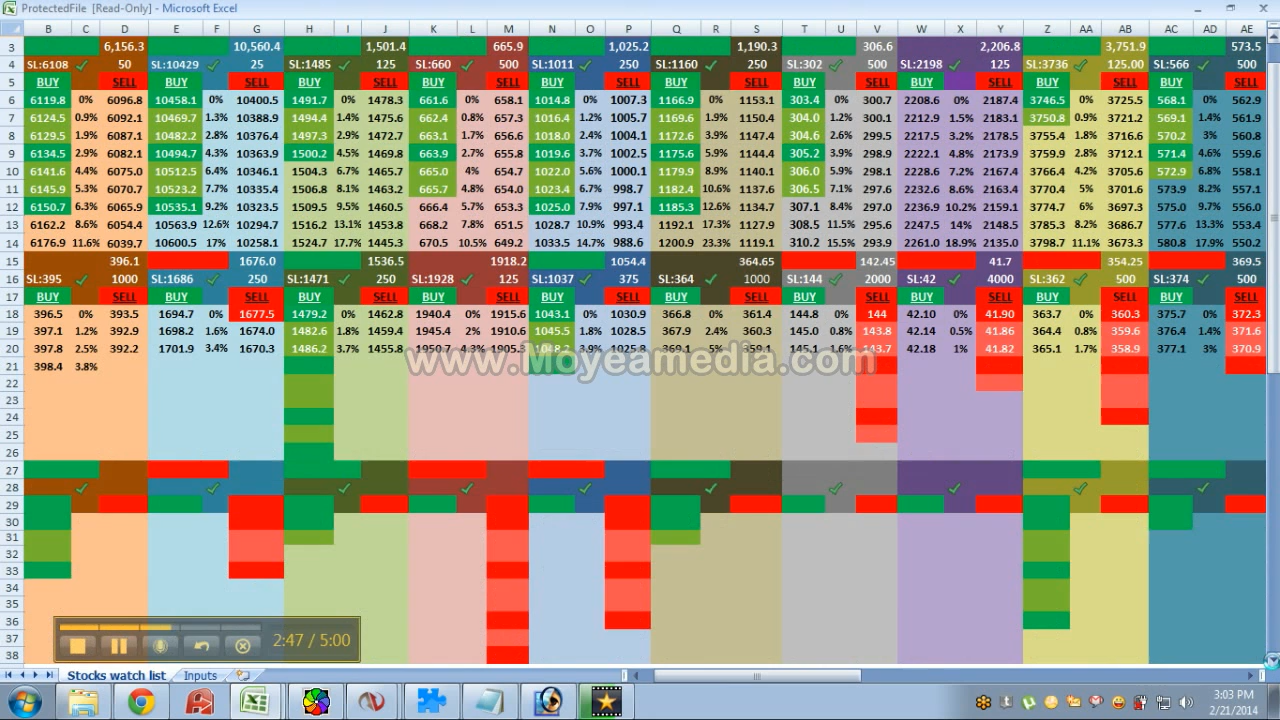 ProtectedFile [Read-Only] - Microsoft Excel
B C D E F G H I J K L M N O P Q R S T U V W X Y Z AA AB AC AD AE
3 6,156.3 10,560.4 1,501.4 665.9 1,025.2 1,190.3 306.6 2,206.8 3,751.9 573.5
4 SL:6108 50 SL:10429 25 SL:1485 125 SL:660 500 SL:1011 250 SL:1160 250 SL:302 500 SL:2198 125 SL:3736 125.00 SL:566 500
5 BUY SELL BUY SELL BUY SELL BUY SELL BUY SELL BUY SELL BUY SELL BUY SELL BUY SELL BUY SELL
6 6119.8 0% 6096.8 10458.1 0% 10400.5 1491.7 0% 1478.3 661.6 0% 658.1 1014.8 0% 1007.3 1166.9 0% 1153.1 303.4 0% 300.7 2208.6 0% 2187.4 3746.5 0% 3725.5 568.1 0% 562.9
7 6124.5 0.9% 6092.1 10469.7 1.3% 10388.9 1494.4 1.4% 1475.6 662.4 0.8% 657.3 1016.4 1.2% 1005.7 1169.6 1.9% 1150.4 304.0 1.2% 300.1 2212.9 1.5% 2183.1 3750.8 0.9% 3721.2 569.1 1.4% 561.9
8 6129.5 1.9% 6087.1 10482.2 2.8% 10376.4 1497.3 2.9% 1472.7 663.1 1.7% 656.6 1018.0 2.4% 1004.1 1172.6 3.9% 1147.4 304.6 2.6% 299.5 2217.5 3.2% 2178.5 3755.4 1.8% 3716.6 570.2 3% 560.8
9 6134.5 2.9% 6082.1 10494.7 4.3% 10363.9 1500.2 4.5% 1469.8 663.9 2.7% 655.8 1019.6 3.7% 1002.5 1175.6 5.9% 1144.4 305.2 3.9% 298.9 2222.1 4.8% 2173.9 3759.9 2.8% 3712.1 571.4 4.6% 559.6
10 6141.6 4.4% 6075.0 10512.5 6.4% 10346.1 1504.3 6.7% 1465.7 665.0 4% 654.7 1022.0 5.6% 1000.1 1179.9 8.9% 1140.1 306.0 5.9% 298.1 2228.6 7.2% 2167.4 3766.4 4.2% 3705.6 572.9 6.8% 558.1
11 6145.9 5.3% 6070.7 10523.2 7.7% 10335.4 1506.8 8.1% 1463.2 665.7 4.8% 654.0 1023.4 6.7% 998.7 1182.4 10.6% 1137.6 306.5 7.1% 297.6 2232.6 8.6% 2163.4 3770.4 5% 3701.6 573.9 8.2% 557.1
12 6150.7 6.3% 6065.9 10535.1 9.2% 10323.5 1509.5 9.5% 1460.5 666.4 5.7% 653.3 1025.0 7.9% 997.1 1185.3 12.6% 1134.7 307.1 8.4% 297.0 2236.9 10.2% 2159.1 3774.7 6% 3697.3 575.0 9.7% 556.0
13 6162.2 8.6% 6054.4 10563.9 12.6% 10294.7 1516.2 13.1% 1453.8 668.2 7.8% 651.5 1028.7 10.9% 993.4 1192.1 17.3% 1127.9 308.5 11.5% 295.6 2247.5 14% 2148.5 3785.3 8.2% 3686.7 577.6 13.3% 553.4
14 6176.9 11.6% 6039.7 10600.5 17% 10258.1 1524.7 17.7% 1445.3 670.5 10.5% 649.2 1033.5 14.7% 988.6 1200.9 23.3% 1119.1 310.2 15.5% 293.9 2261.0 18.9% 2135.0 3798.7 11.1% 3673.3 580.8 17.9% 550.2
15 396.1 1676.0 1536.5 1918.2 1054.4 364.65 142.45 41.7 354.25 369.5
16 SL:395 1000 SL:1686 250 SL:1471 250 SL:1928 125 SL:1037 375 SL:364 1000 SL:144 2000 SL:42 4000 SL:362 500 SL:374 500
17 BUY SELL BUY SELL BUY SELL BUY SELL BUY SELL BUY SELL BUY SELL BUY SELL BUY SELL BUY SELL
18 396.5 0% 393.5 1694.7 0% 1677.5 1479.2 0% 1462.8 1940.4 0% 1915.6 1043.1 0% 1030.9 366.8 0% 361.4 144.8 0% 144 42.10 0% 41.90 363.7 0% 360.3 375.7 0% 372.3
19 397.1 1.2% 392.9 1698.2 1.6% 1674.0 1482.6 1.8% 1459.4 1945.4 2% 1910.6 1045.5 1.8% 1028.5 367.9 2.4% 360.3 145.0 0.8% 143.8 42.14 0.5% 41.86 364.4 0.8% 359.6 376.4 1.4% 371.6
20 397.8 2.5% 392.2 1701.9 3.4% 1670.3 1486.2 3.7% 1455.8 1950.7 4.3% 1905.3 1048.2 3.9% 1025.8 369.1 5% 359.1 145.1 1.6% 143.7 42.18 1% 41.82 365.1 1.7% 358.9 377.1 3% 370.9
www.Moyeamedia.com
21 398.4 3.8%
22
23
24
25
26
27
28
29
30
31
32
33
34
35
36
37
38
2:47 / 5:00
Stocks watch list Inputs
3:03 PM
2/21/2014